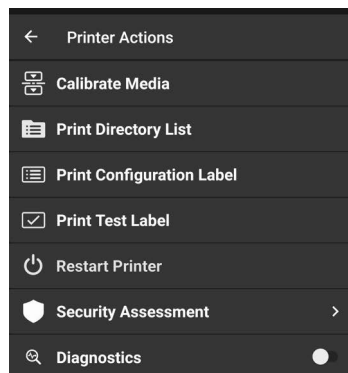 Printer Actions
Calibrate Media
Print Directory List
Print Configuration Label
Print Test Label
Restart Printer
Security Assessment
Diagnostics